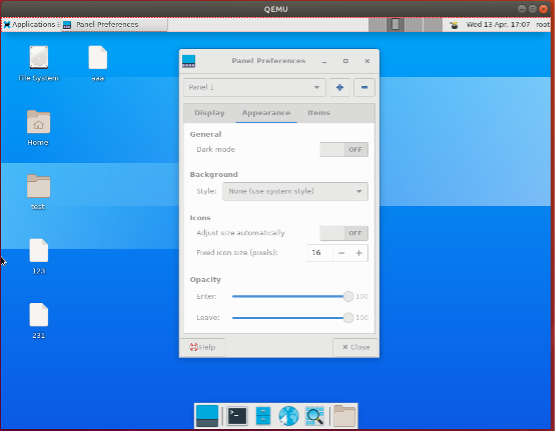 QEMU
Applications
Panel Preferences
Wed 13 Apr, 17:07
root
File System
aaa
Home
test
123
231
Panel Preferences
Panel 1
Display
Appearance
Items
General
Dark mode
OFF
Background
Style:
None (use system style)
Icons
Adjust size automatically
OFF
Fixed icon size (pixels):
16
Opacity
Enter:
100
Leave:
100
Help
Close